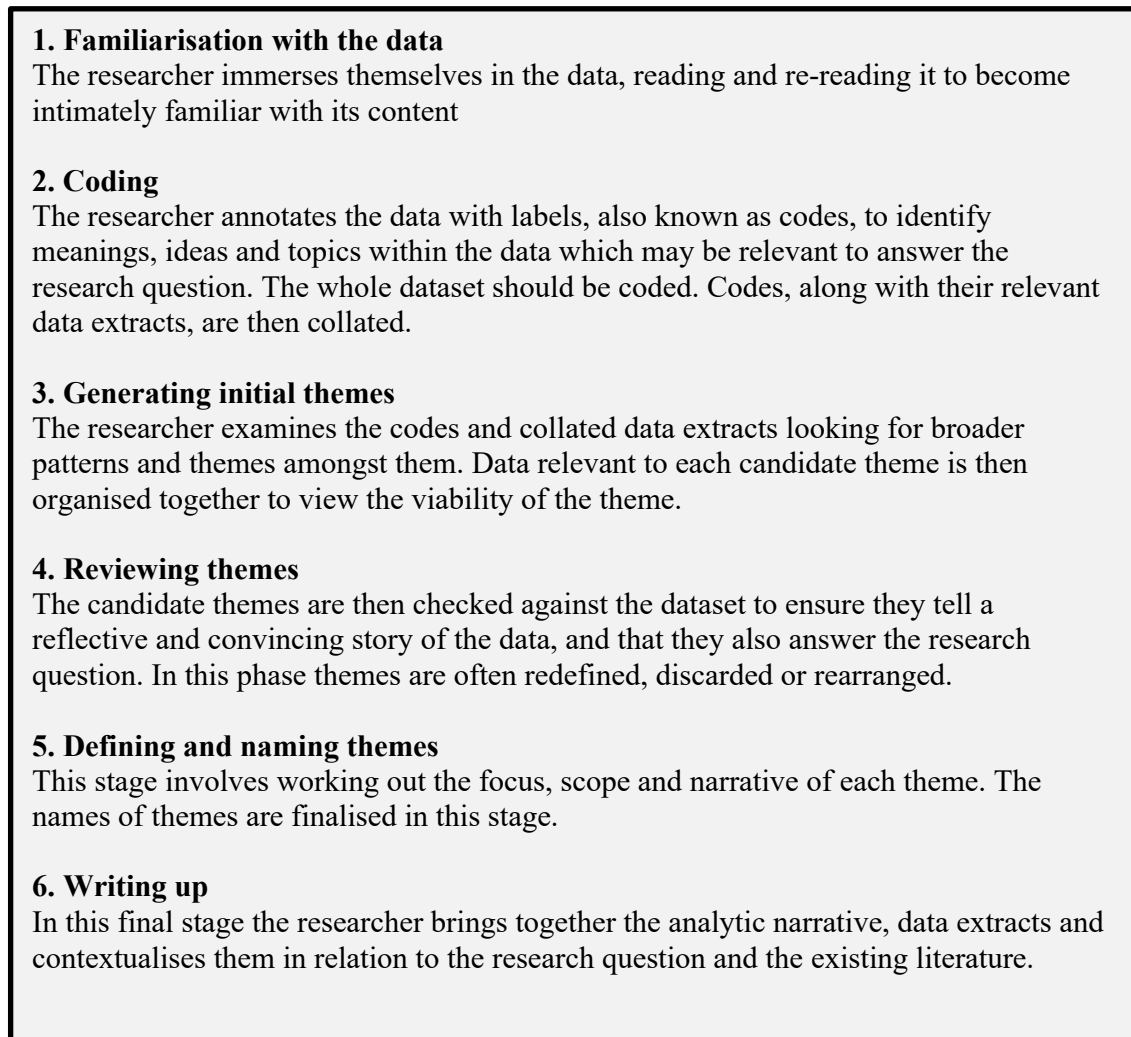 1. Familiarisation with the data
The researcher immerses themselves in the data, reading and re-reading it to become
intimately familiar with its content
2. Coding
The researcher annotates the data with labels, also known as codes, to identify
meanings, ideas and topics within the data which may be relevant to answer the
research question. The whole dataset should be coded. Codes, along with their relevant
data extracts, are then collated.
3. Generating initial themes
The researcher examines the codes and collated data extracts looking for broader
patterns and themes amongst them. Data relevant to each candidate theme is then
organised together to view the viability of the theme.
4. Reviewing themes
The candidate themes are then checked against the dataset to ensure they tell a
reflective and convincing story of the data, and that they also answer the research
question. In this phase themes are often redefined, discarded or rearranged.
5. Defining and naming themes
This stage involves working out the focus, scope and narrative of each theme. The
names of themes are finalised in this stage.
6. Writing up
In this final stage the researcher brings together the analytic narrative, data extracts and
contextualises them in relation to the research question and the existing literature.